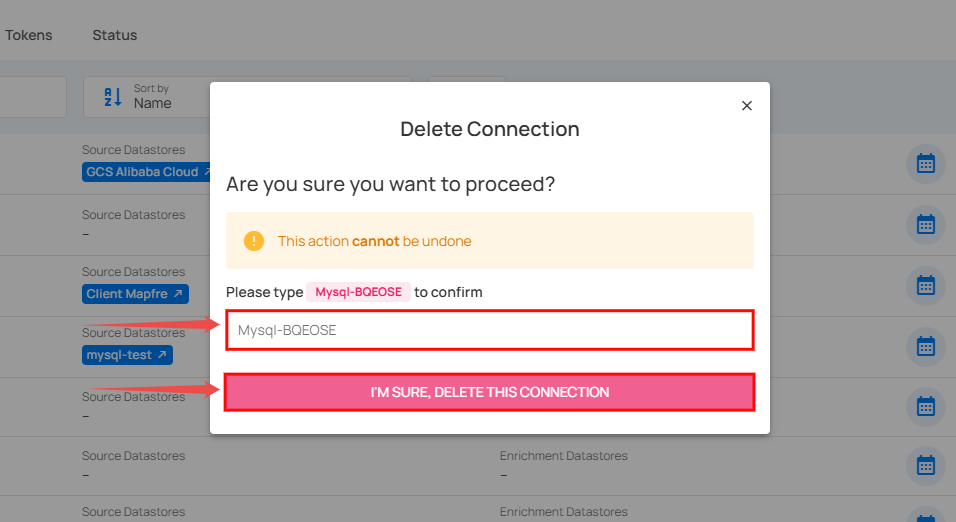 Tokens Status
Sort by
Name
Delete Connection
Source Datastores
GCS Alibaba Cloud
Are you sure you want to proceed?
Source Datastores
–
This action cannot be undone
Source Datastores
Client Mapfre
Please type Mysql-BQEOSE to confirm
Source Datastores
mysql-test
Mysql-BQEOSE
Source Datastores
–
I'M SURE, DELETE THIS CONNECTION
Source Datastores Enrichment Datastores
– –
Source Datastores Enrichment Datastores